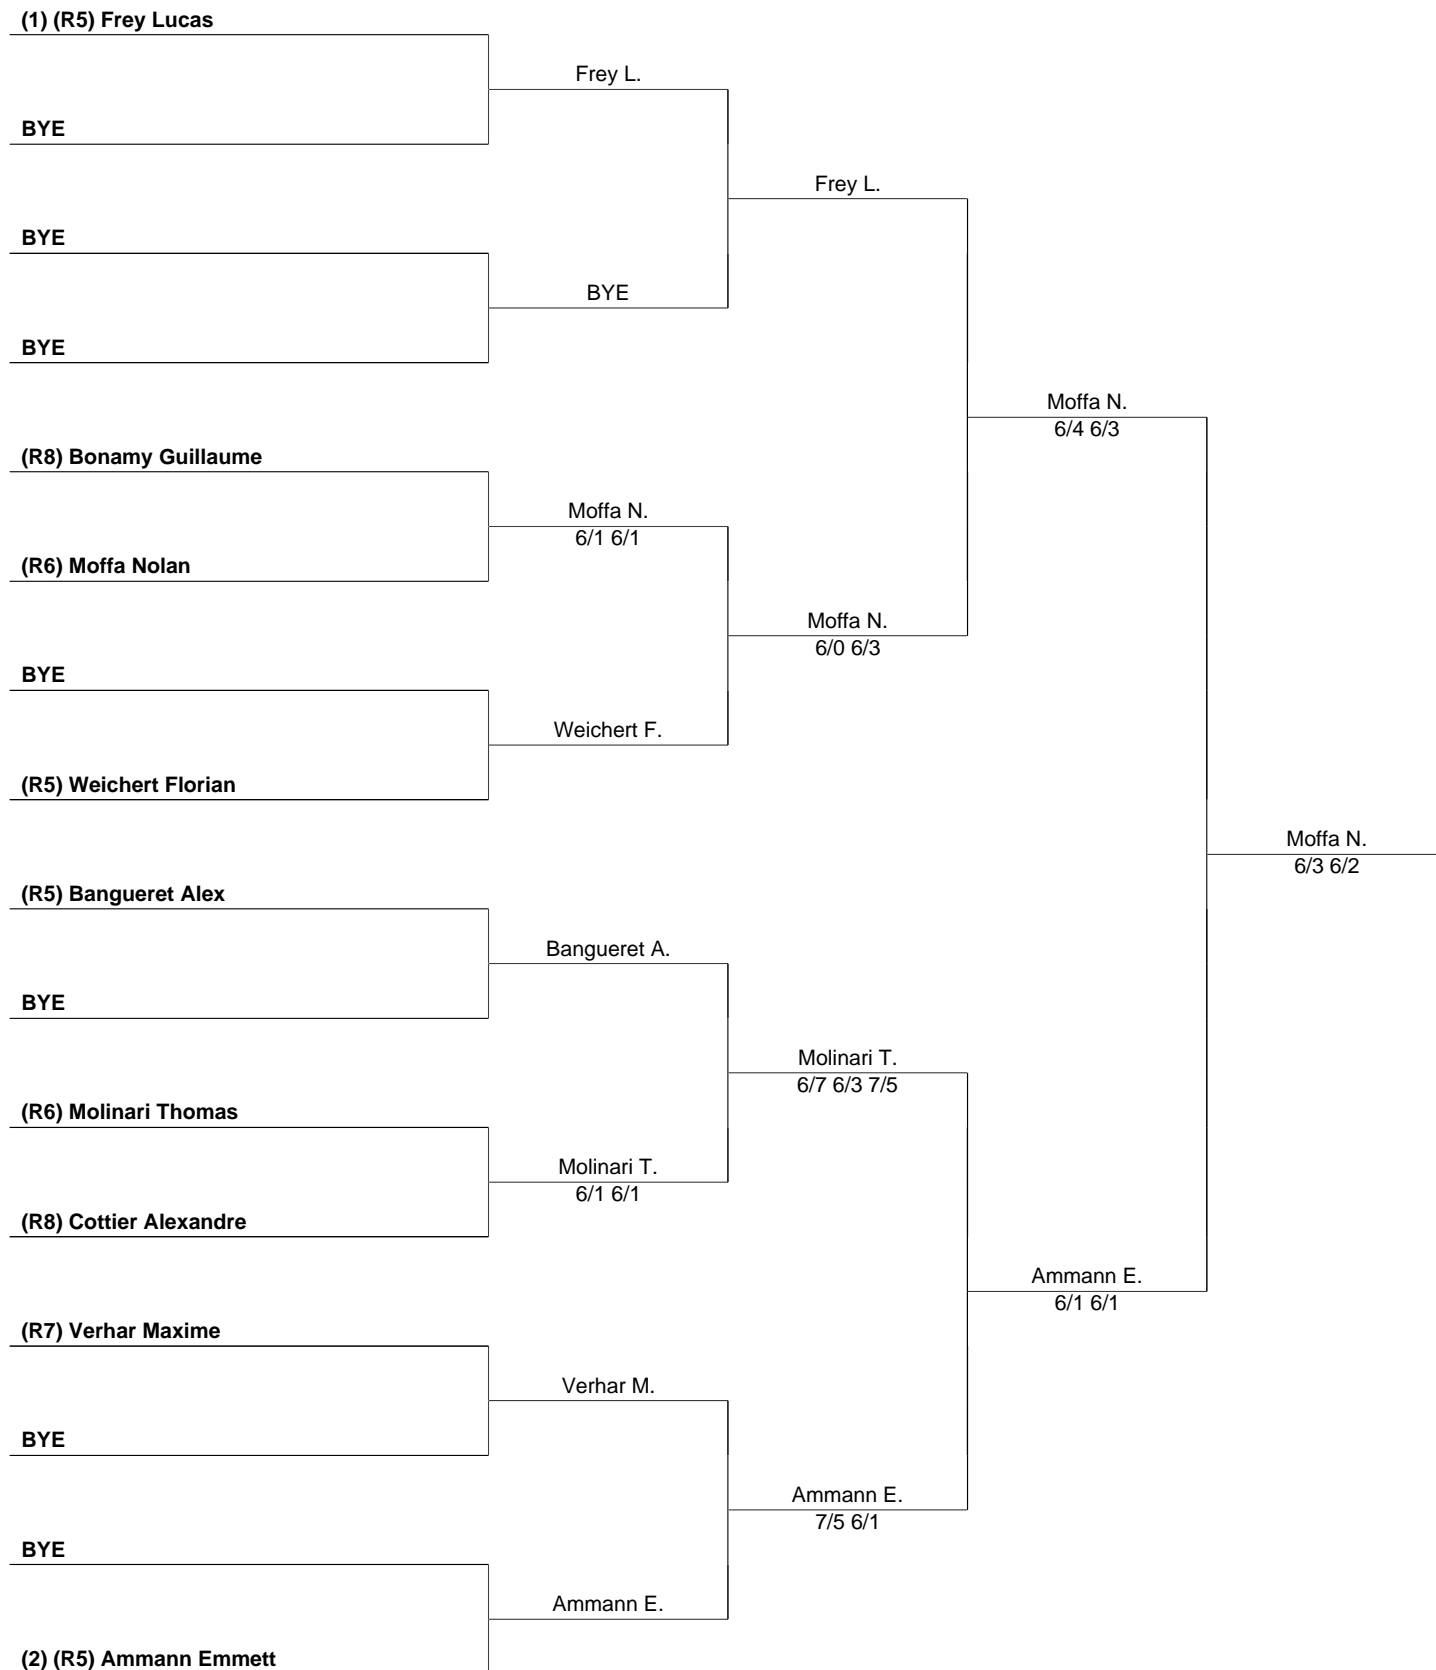 (1) (R5) Frey Lucas
Frey L.
BYE
Frey L.
BYE
BYE
BYE
Moffa N.
6/4 6/3
(R8) Bonamy Guillaume
Moffa N.
6/1 6/1
(R6) Moffa Nolan
Moffa N.
6/0 6/3
BYE
Weichert F.
(R5) Weichert Florian
Moffa N.
6/3 6/2
(R5) Bangueret Alex
Bangueret A.
BYE
Molinari T.
6/7 6/3 7/5
(R6) Molinari Thomas
Molinari T.
6/1 6/1
(R8) Cottier Alexandre
Ammann E.
6/1 6/1
(R7) Verhar Maxime
Verhar M.
BYE
Ammann E.
7/5 6/1
BYE
Ammann E.
(2) (R5) Ammann Emmett